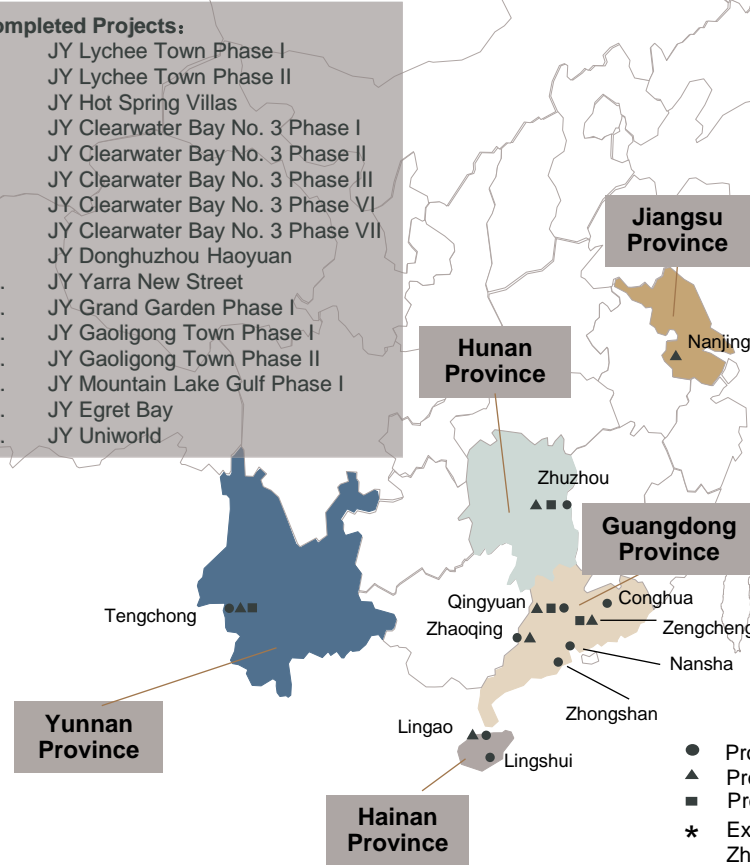 ompleted Projects:
JY Lychee Town Phase I
JY Lychee Town Phase II
JY Hot Spring Villas
JY Clearwater Bay No. 3 Phase I
JY Clearwater Bay No. 3 Phase II
JY Clearwater Bay No. 3 Phase III
JY Clearwater Bay No. 3 Phase VI
JY Clearwater Bay No. 3 Phase VII
JY Donghuzhou Haoyuan
. JY Yarra New Street
. JY Grand Garden Phase I
. JY Gaoligong Town Phase I
. JY Gaoligong Town Phase II
. JY Mountain Lake Gulf Phase I
. JY Egret Bay
. JY Uniworld
Jiangsu
Province
Nanjing
Hunan
Province
Zhuzhou
Guangdong
Province
Qingyuan
Conghua
Tengchong
Zhaoqing
Zengcheng
Nansha
Zhongshan
Yunnan
Province
Lingao
Lingshui
Hainan
Province
● Pro
▲ Pro
■ Pro
* Ex
Zh